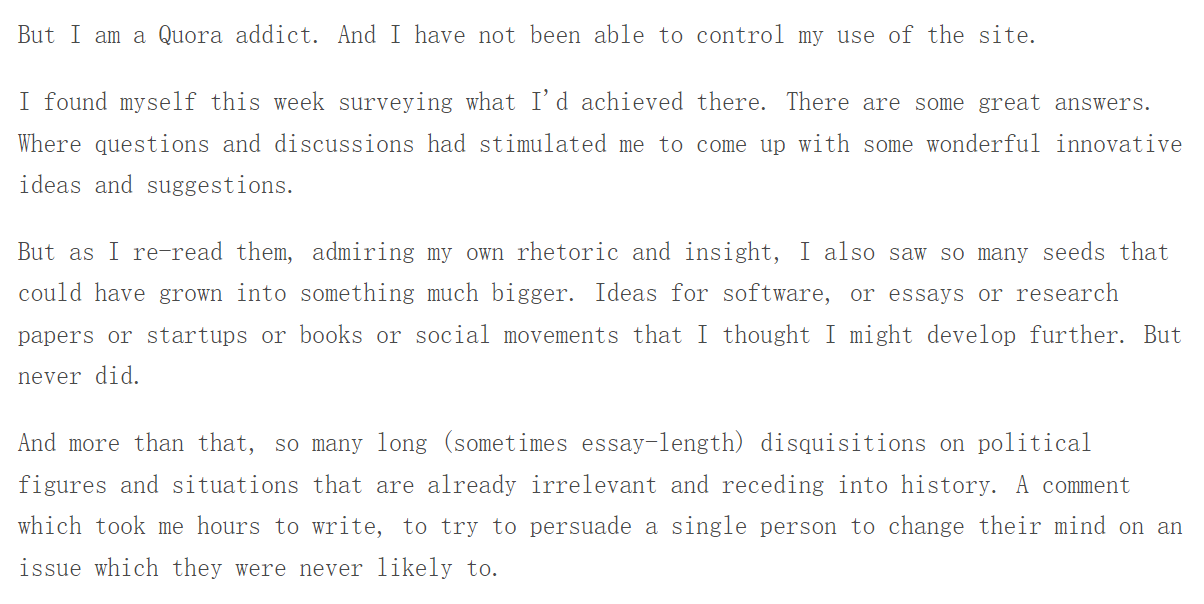 But I am a Quora addict. And I have not been able to control my use of the site.
I found myself this week surveying what I'd achieved there. There are some great answers.
Where questions and discussions had stimulated me to come up with some wonderful innovative
ideas and suggestions.
But as I re-read them, admiring my own rhetoric and insight, I also saw so many seeds that
could have grown into something much bigger. Ideas for software, or essays or research
papers or startups or books or social movements that I thought I might develop further. But
never did.
And more than that, so many long (sometimes essay-length) disquisitions on political
figures and situations that are already irrelevant and receding into history. A comment
which took me hours to write, to try to persuade a single person to change their mind on an
issue which they were never likely to.